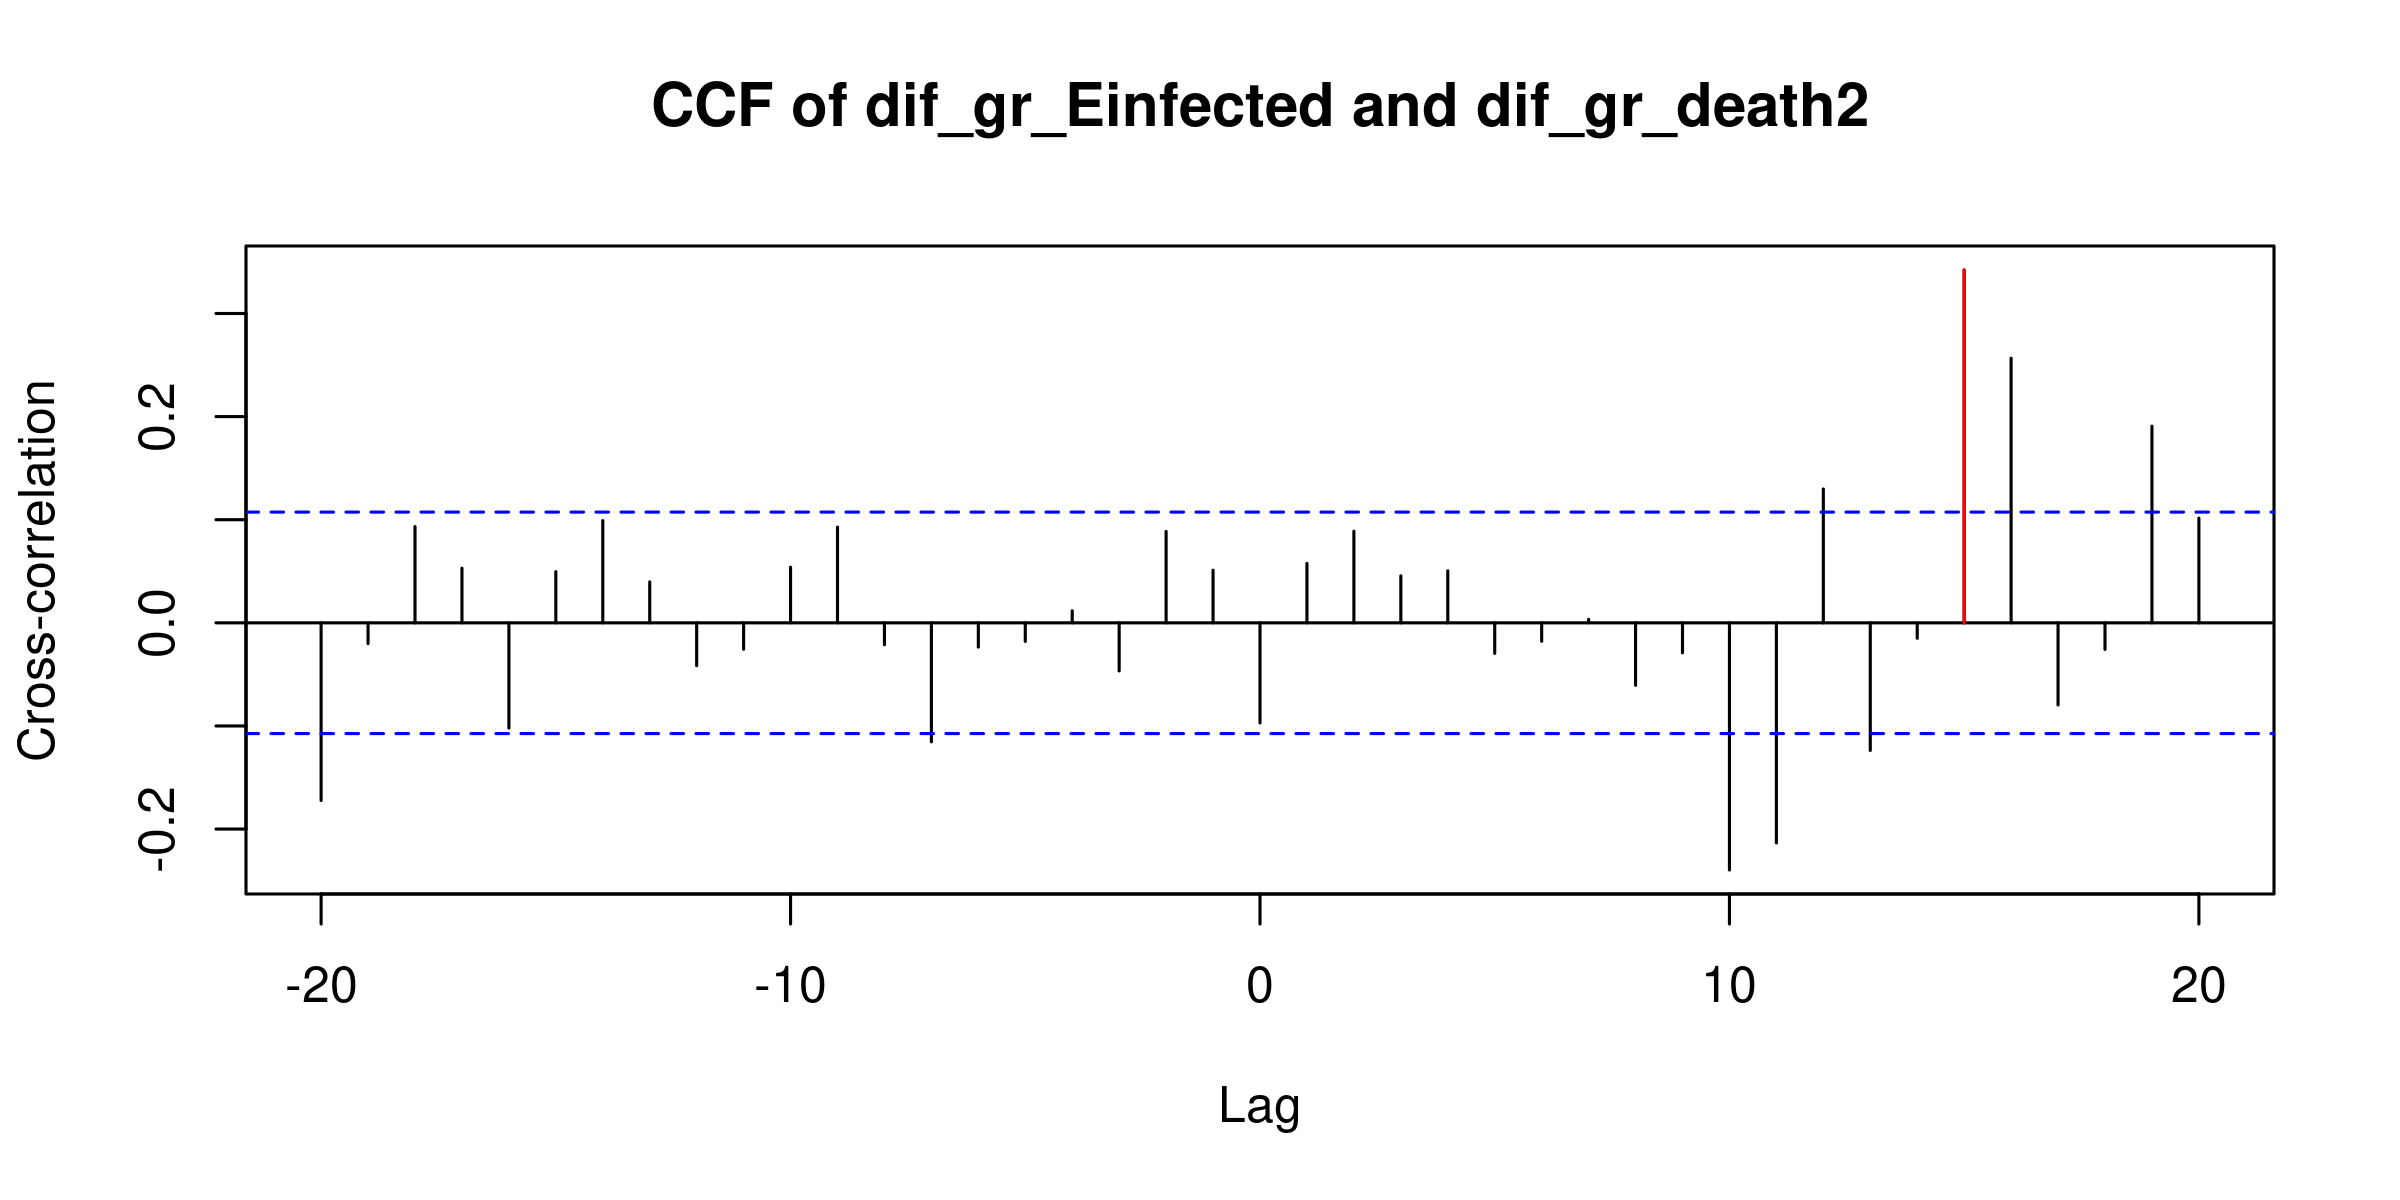 CCF of dif_gr_Einfected and dif_gr_death2
Cross-correlation
0.2
0.0
-0.2
-20 -10 0 10 20
Lag